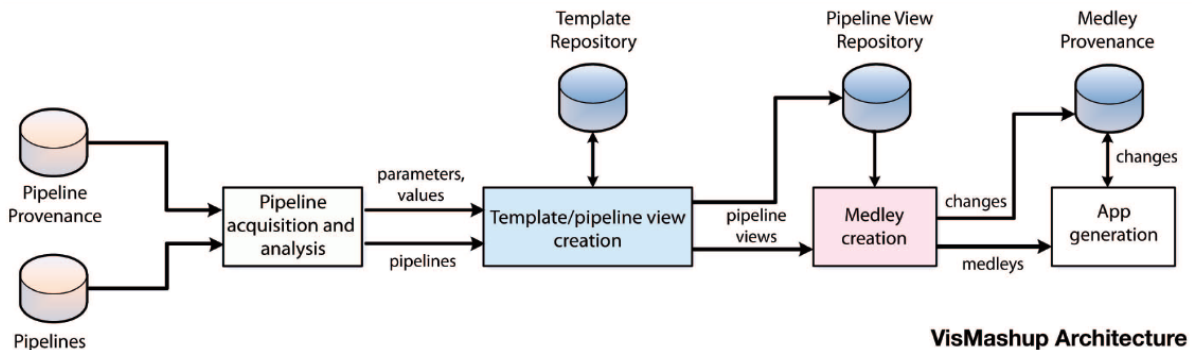 Template
Repository
Pipeline View
Repository
Medley
Provenance
Pipeline
Provenance
Pipelines
Pipeline
acquisition and
analysis
parameters,
values
pipelines
Template/pipeline view
creation
pipeline
views
Medley
creation
changes
medleys
changes
App
generation
VisMashup Architecture